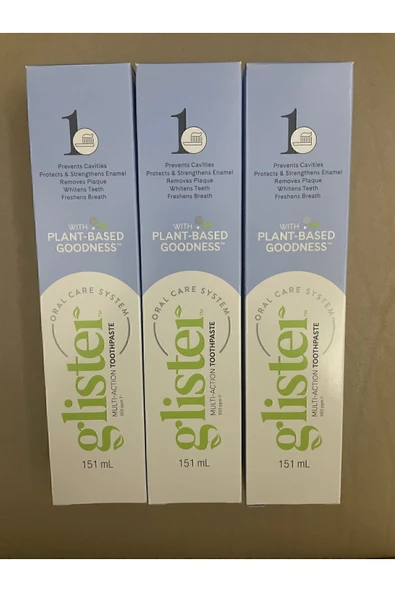 1
Prevents Cavities
Protects & Strengthens Enamel
Removes Plaque
Whitens Teeth
Freshens Breath
WITH
PLANT-BASED
GOODNESS™
ORAL CARE SYSTEM
glister™
MULTI-ACTION TOOTHPASTE
151 mL
1
Prevents Cavities
Protects & Strengthens Enamel
Removes Plaque
Whitens Teeth
Freshens Breath
WITH
PLANT-BASED
GOODNESS™
ORAL CARE SYSTEM
glister™
MULTI-ACTION TOOTHPASTE
151 mL
1
Prevents Cavities
Protects & Strengthens Enamel
Removes Plaque
Whitens Teeth
Freshens Breath
WITH
PLANT-BASED
GOODNESS™
ORAL CARE SYSTEM
glister™
MULTI-ACTION TOOTHPASTE
151 mL